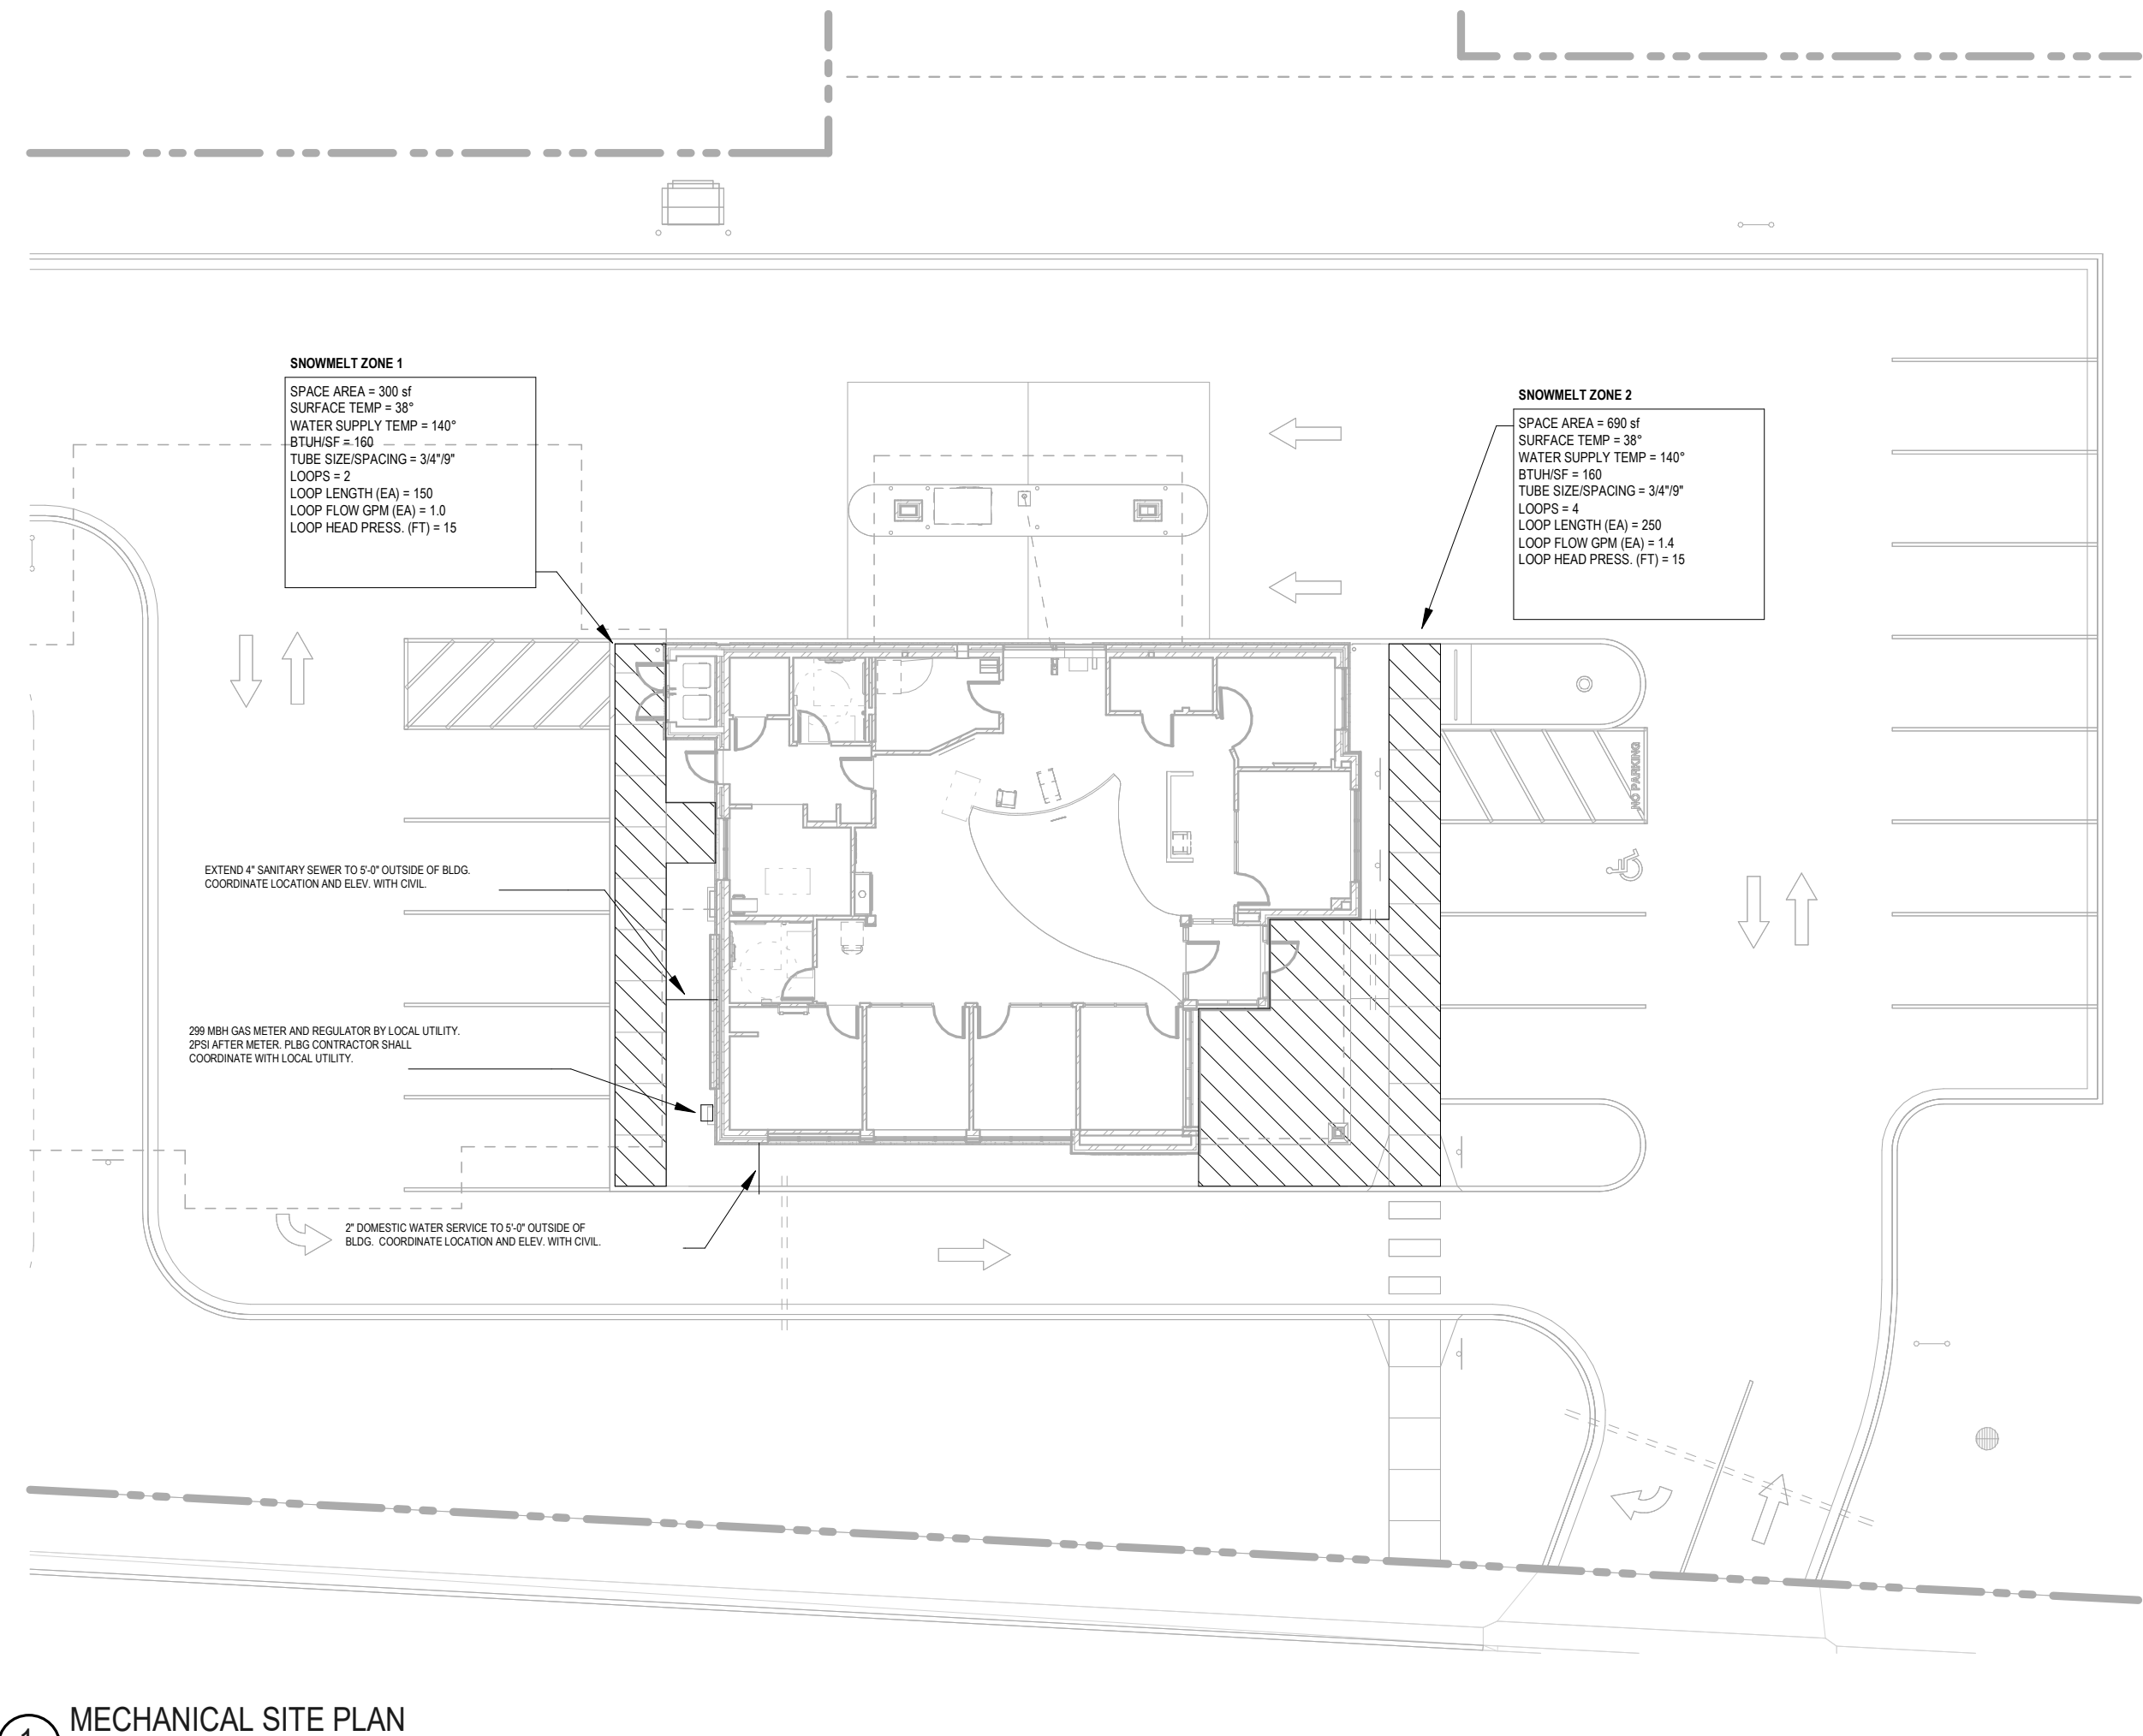 SNOWMELT ZONE 1
SPACE AREA = 300 sf
SURFACE TEMP = 38°
WATER SUPPLY TEMP = 140°
BTUH/SF = 160
TUBE SIZE/SPACING = 3/4"/9"
LOOPS = 2
LOOP LENGTH (EA) = 150
LOOP FLOW GPM (EA) = 1.0
LOOP HEAD PRESS. (FT) = 15
SNOWMELT ZONE 2
SPACE AREA = 690 sf
SURFACE TEMP = 38°
WATER SUPPLY TEMP = 140°
BTUH/SF = 160
TUBE SIZE/SPACING = 3/4"/9"
LOOPS = 4
LOOP LENGTH (EA) = 250
LOOP FLOW GPM (EA) = 1.4
LOOP HEAD PRESS. (FT) = 15
NO PARKING
EXTEND 4" SANITARY SEWER TO 5'-0" OUTSIDE OF BLDG.
COORDINATE LOCATION AND ELEV. WITH CIVIL.
299 MBH GAS METER AND REGULATOR BY LOCAL UTILITY.
2PSI AFTER METER. PLBG CONTRACTOR SHALL
COORDINATE WITH LOCAL UTILITY.
2" DOMESTIC WATER SERVICE TO 5'-0" OUTSIDE OF
BLDG. COORDINATE LOCATION AND ELEV. WITH CIVIL.
1
MECHANICAL SITE PLAN